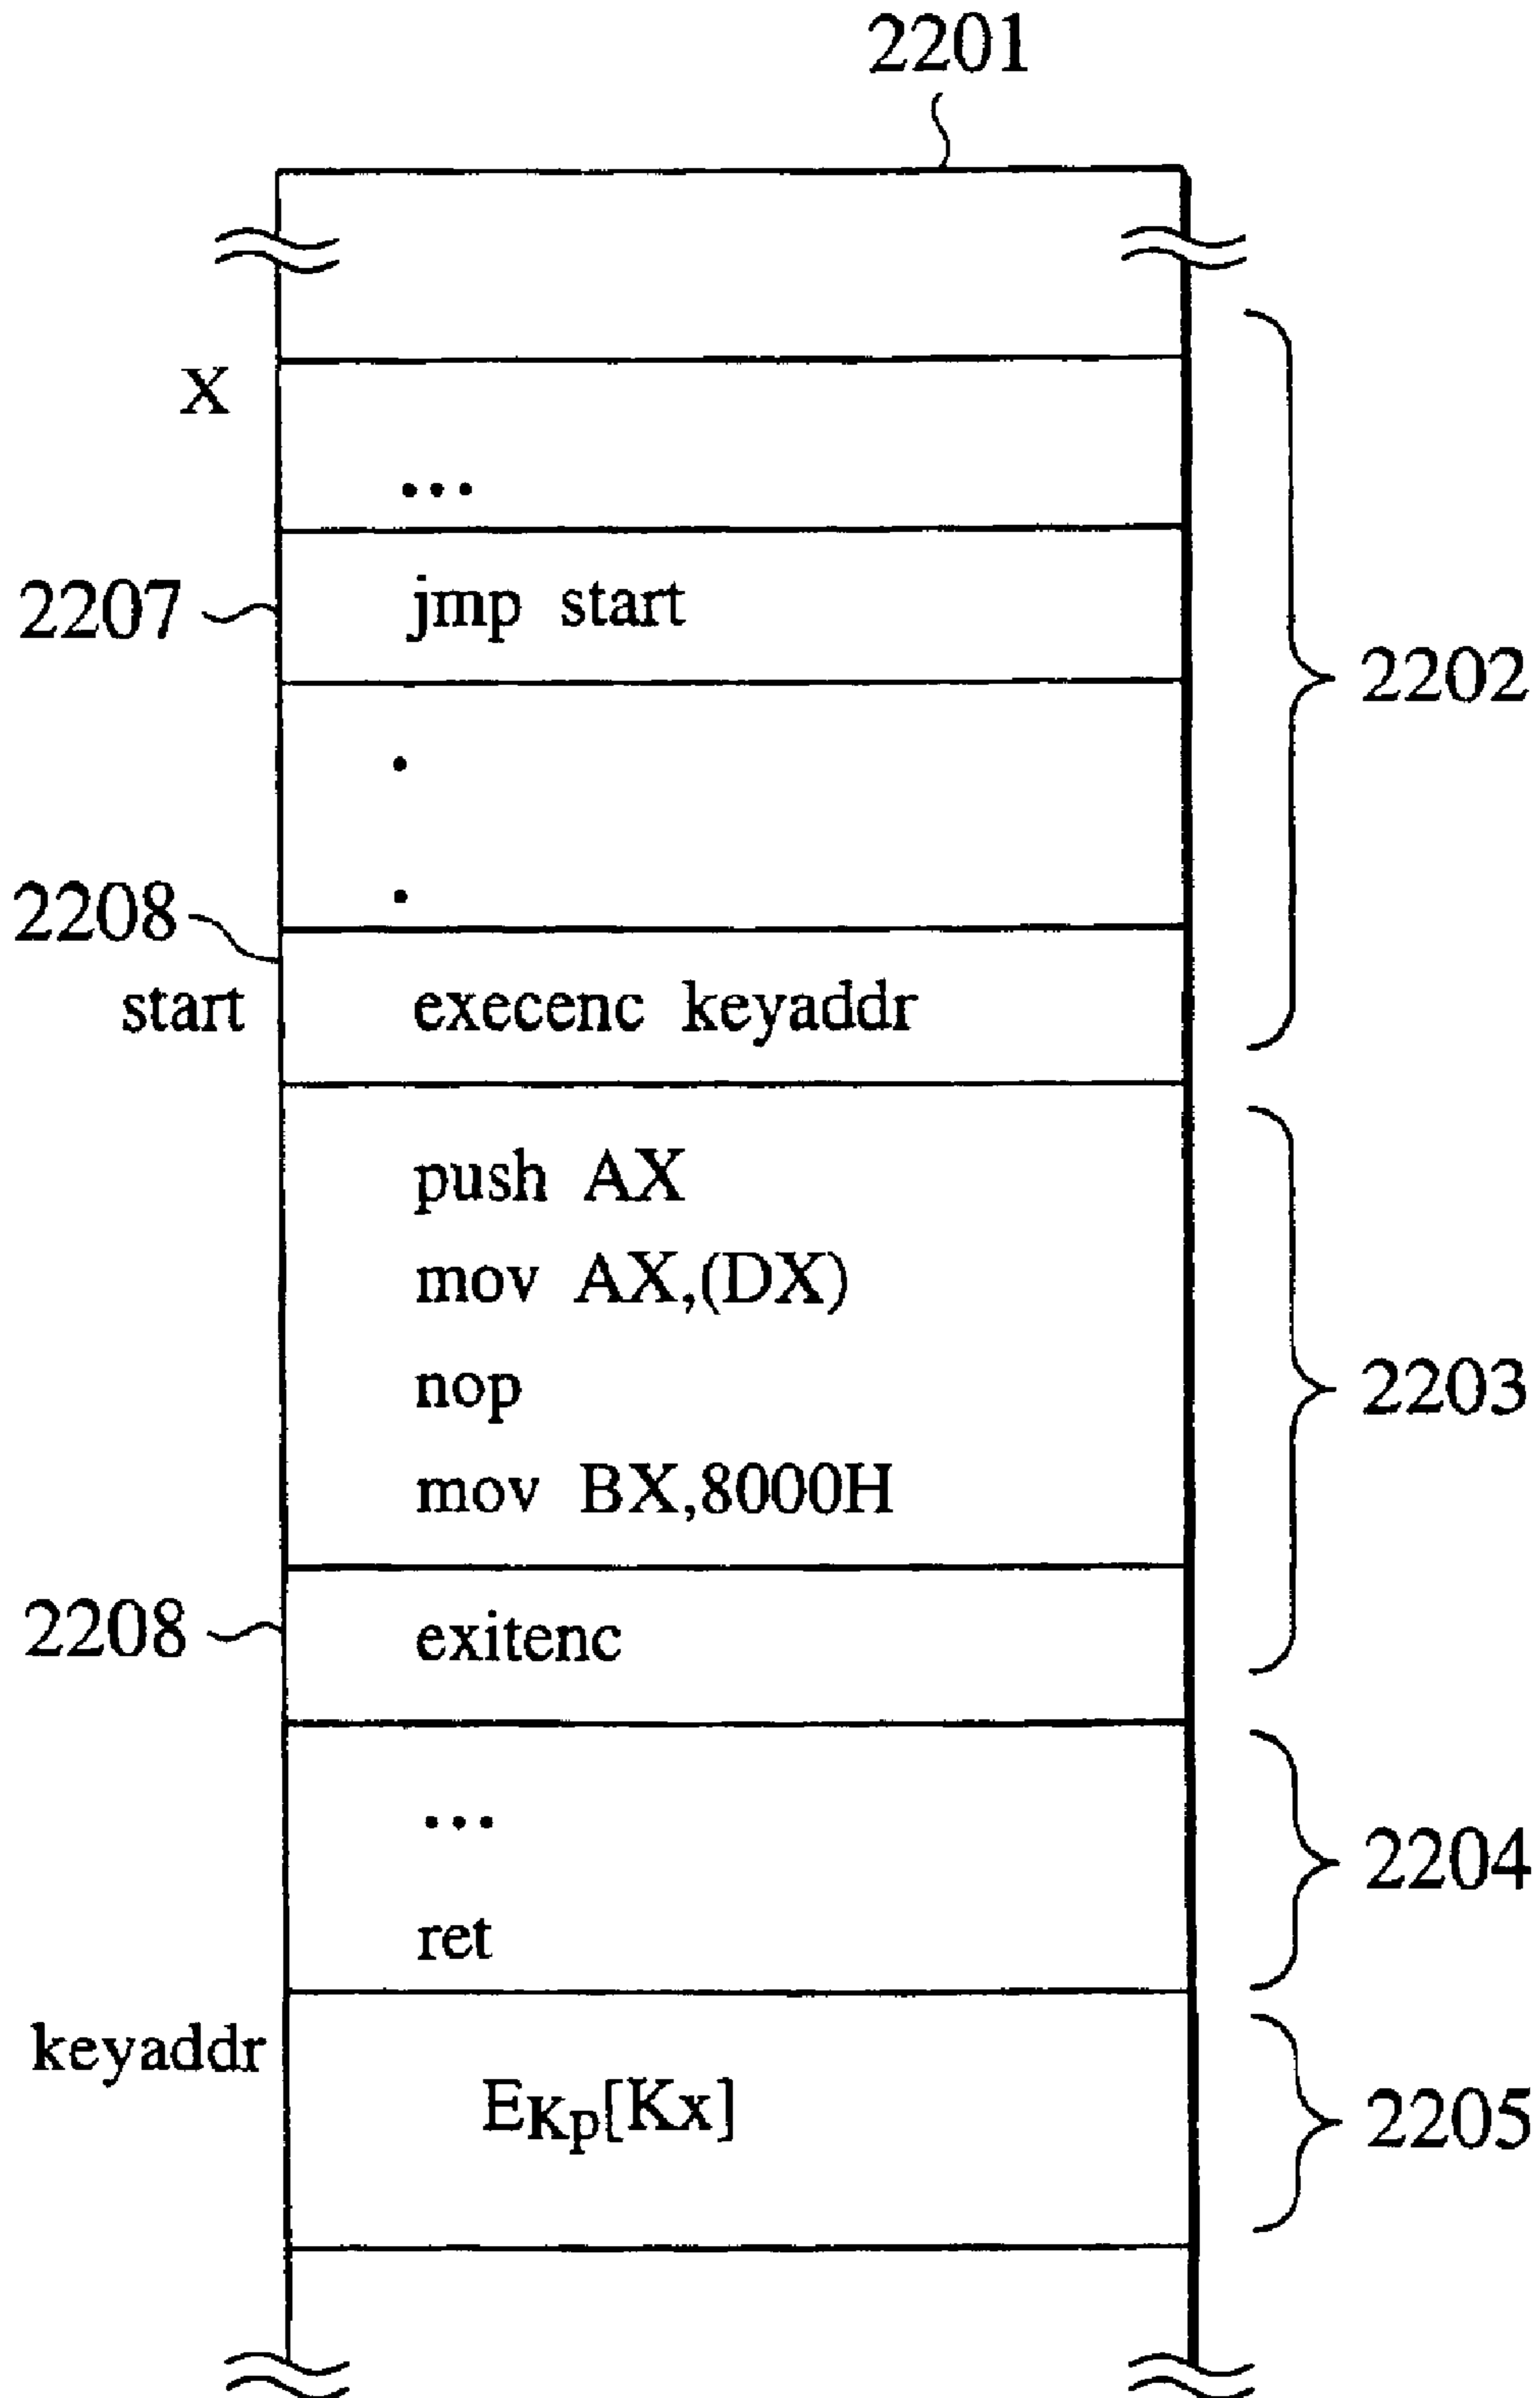 2201
X
...
2207 jmp start
2202
.
.
2208
start execenc keyaddr
push AX
mov AX,(DX)
nop
2203
mov BX,8000H
2208 exitenc
...
2204
ret
keyaddr
EKp[Kx]
2205